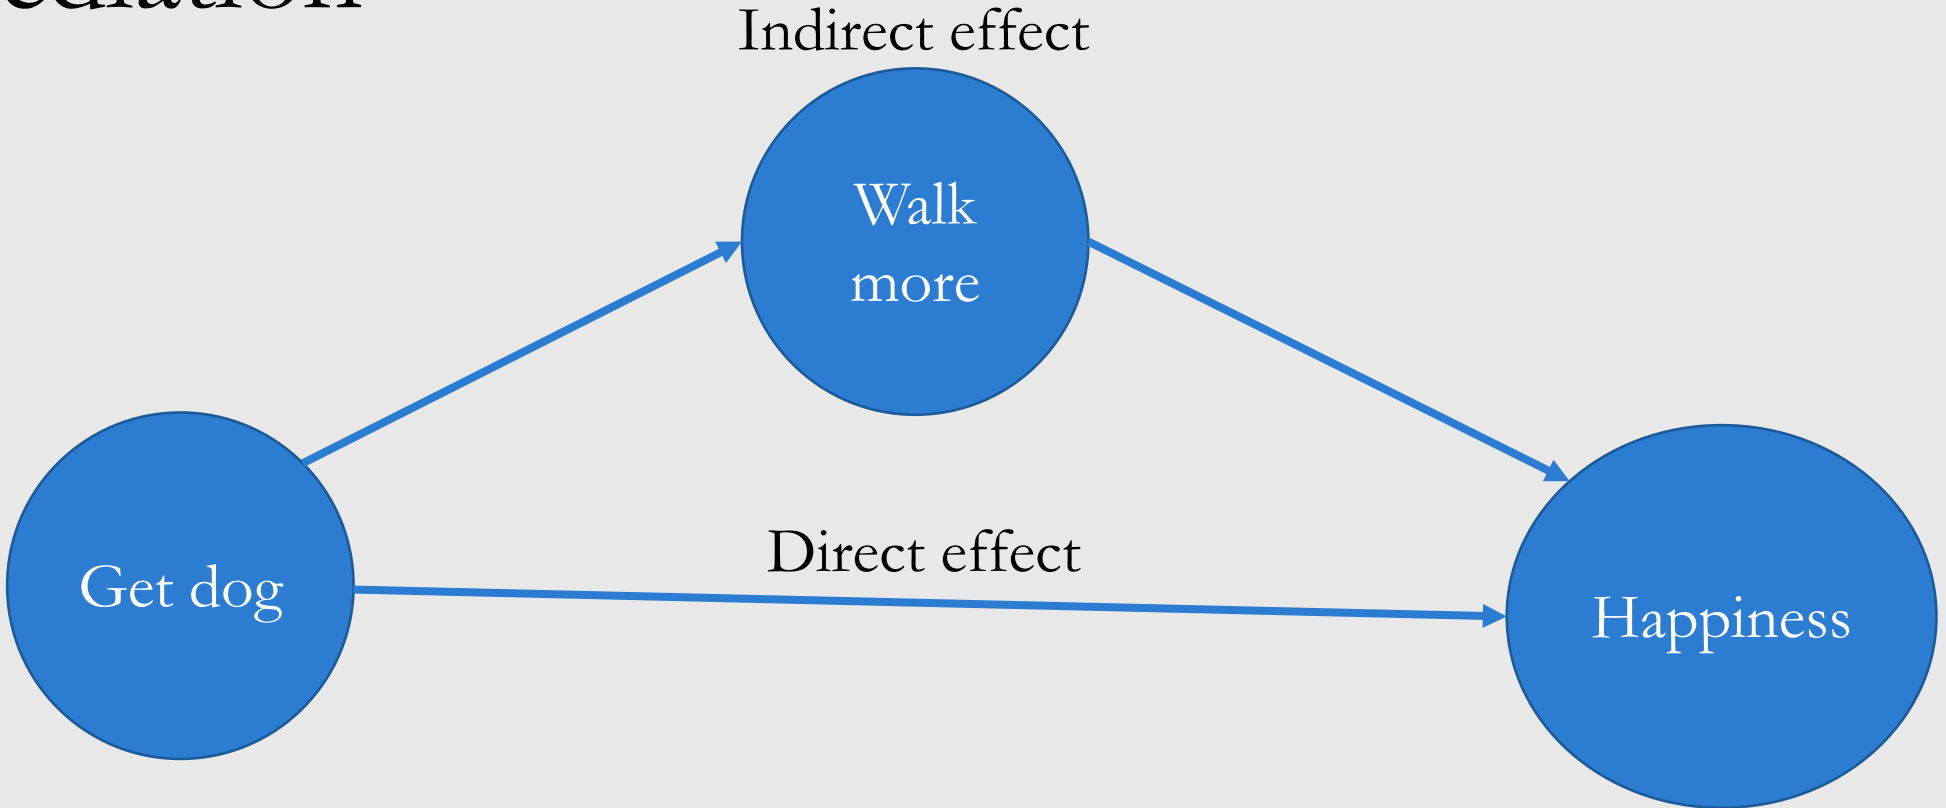 Indirect effect
Walk
more
Direct effect
Get dog
Happiness